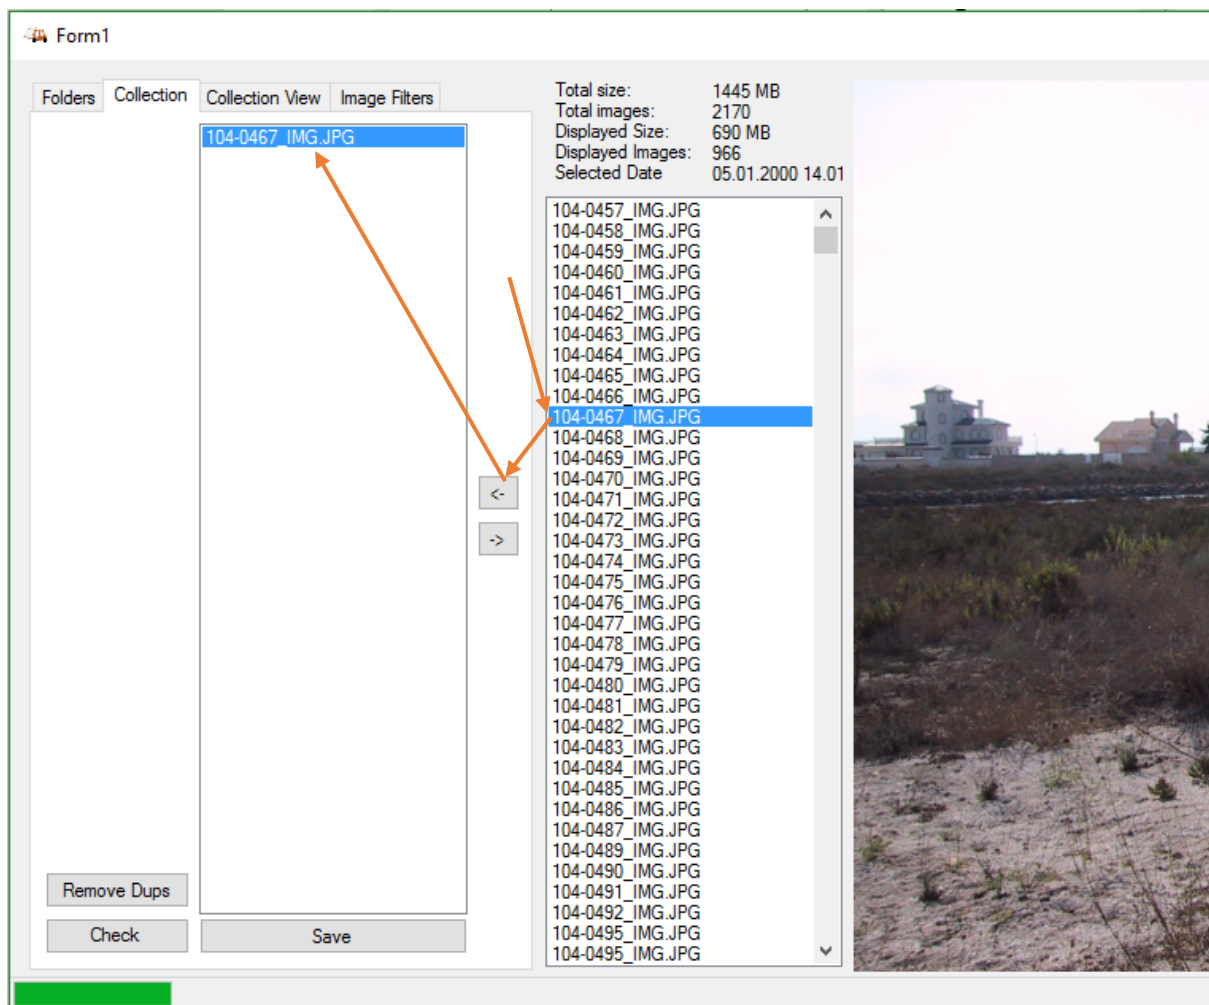 Form1
Folders Collection Collection View Image Filters
104-0467_IMG.JPG
<-
->
Remove Dups
Check Save
Total size: 1445 MB
Total images: 2170
Displayed Size: 690 MB
Displayed Images: 966
Selected Date 05.01.2000 14.01
104-0457_IMG.JPG
104-0458_IMG.JPG
104-0459_IMG.JPG
104-0460_IMG.JPG
104-0461_IMG.JPG
104-0462_IMG.JPG
104-0463_IMG.JPG
104-0464_IMG.JPG
104-0465_IMG.JPG
104-0466_IMG.JPG
104-0467_IMG.JPG
104-0468_IMG.JPG
104-0469_IMG.JPG
104-0470_IMG.JPG
104-0471_IMG.JPG
104-0472_IMG.JPG
104-0473_IMG.JPG
104-0474_IMG.JPG
104-0475_IMG.JPG
104-0476_IMG.JPG
104-0477_IMG.JPG
104-0478_IMG.JPG
104-0479_IMG.JPG
104-0480_IMG.JPG
104-0481_IMG.JPG
104-0482_IMG.JPG
104-0483_IMG.JPG
104-0484_IMG.JPG
104-0485_IMG.JPG
104-0486_IMG.JPG
104-0487_IMG.JPG
104-0489_IMG.JPG
104-0490_IMG.JPG
104-0491_IMG.JPG
104-0492_IMG.JPG
104-0495_IMG.JPG
104-0495_IMG.JPG